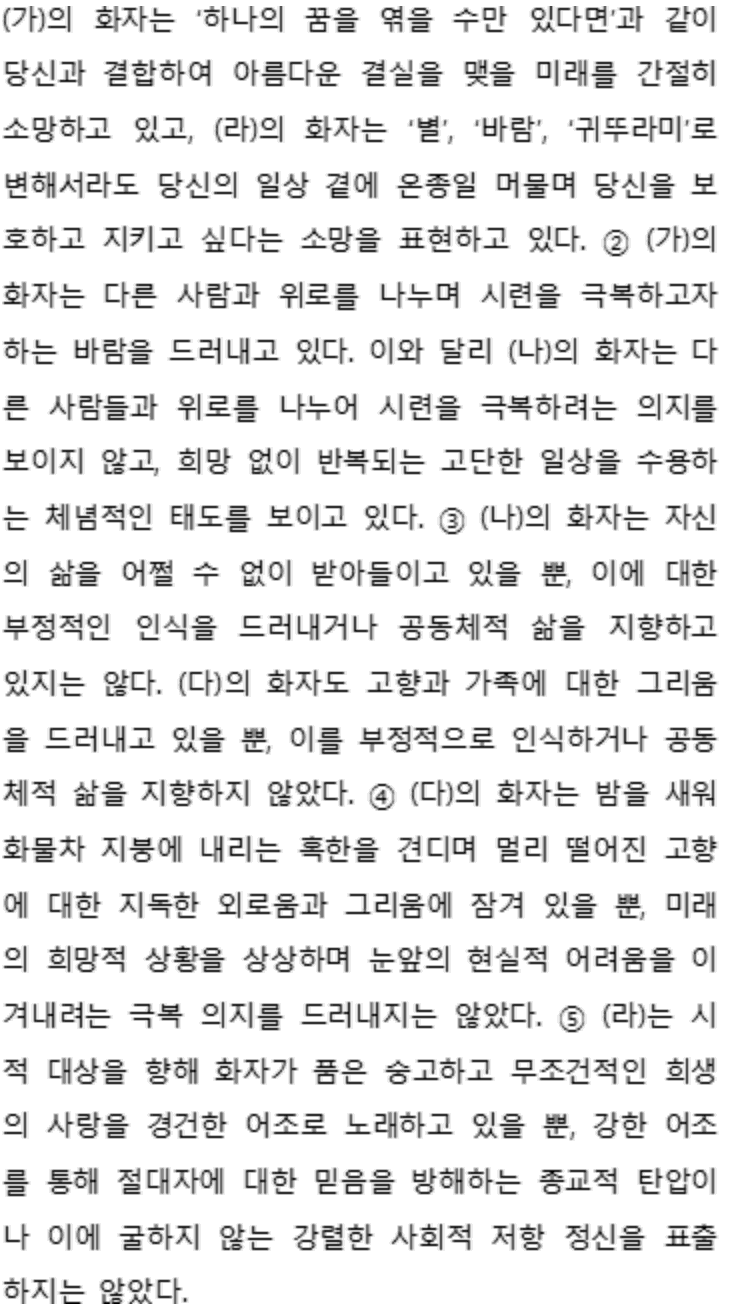 (가)의 화자는 '하나의 꿈을 엮을 수만 있다면'과 같이
당신과 결합하여 아름다운 결실을 맺을 미래를 간절히
소망하고 있고, (라)의 화자는 '별', '바람', '귀뚜라미'로
변해서라도 당신의 일상 곁에 온종일 머물며 당신을 보
호하고 지키고 싶다는 소망을 표현하고 있다. ② (가)의
화자는 다른 사람과 위로를 나누며 시련을 극복하고자
하는 바람을 드러내고 있다. 이와 달리 (나)의 화자는 다
른 사람들과 위로를 나누어 시련을 극복하려는 의지를
보이지 않고, 희망 없이 반복되는 고단한 일상을 수용하
는 체념적인 태도를 보이고 있다. ③ (나)의 화자는 자신
의 삶을 어쩔 수 없이 받아들이고 있을 뿐, 이에 대한
부정적인 인식을 드러내거나 공동체적 삶을 지향하고
있지는 않다. (다)의 화자도 고향과 가족에 대한 그리움
을 드러내고 있을 뿐, 이를 부정적으로 인식하거나 공동
체적 삶을 지향하지 않았다. ④ (다)의 화자는 밤을 새워
화물차 지붕에 내리는 혹한을 견디며 멀리 떨어진 고향
에 대한 지독한 외로움과 그리움에 잠겨 있을 뿐, 미래
의 희망적 상황을 상상하며 눈앞의 현실적 어려움을 이
겨내려는 극복 의지를 드러내지는 않았다. ⑤ (라)는 시
적 대상을 향해 화자가 품은 숭고하고 무조건적인 희생
의 사랑을 경건한 어조로 노래하고 있을 뿐, 강한 어조
를 통해 절대자에 대한 믿음을 방해하는 종교적 탄압이
나 이에 굴하지 않는 강렬한 사회적 저항 정신을 표출
하지는 않았다.